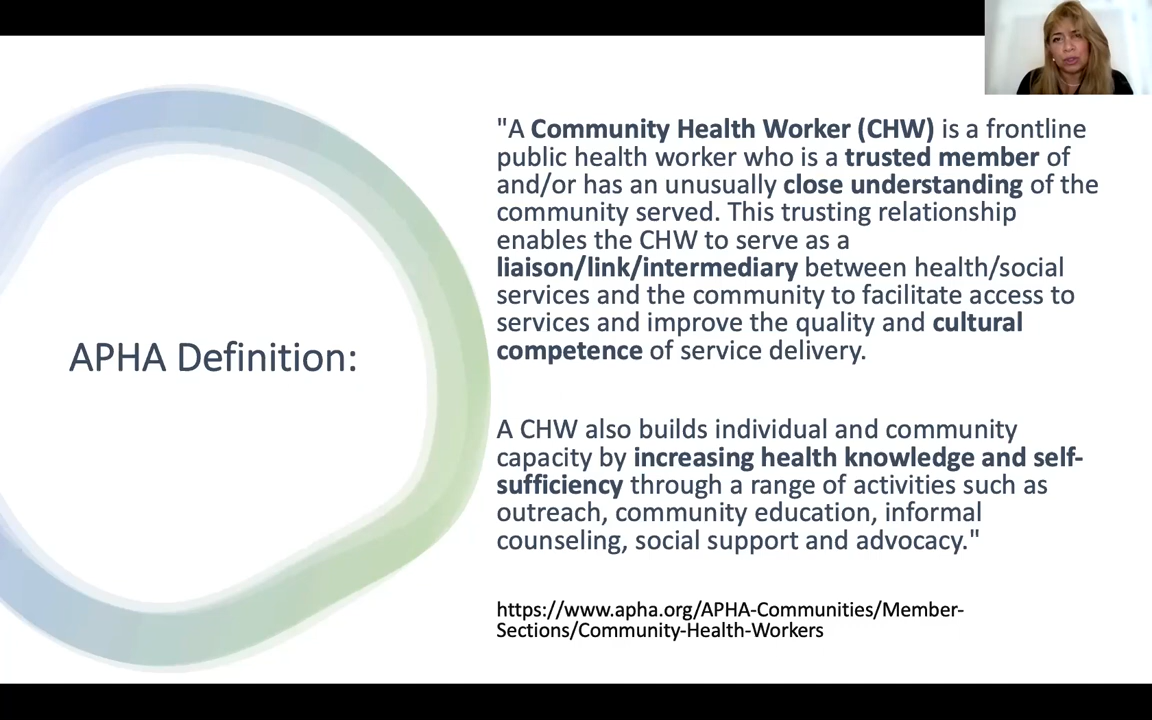 APHA Definition:
"A Community Health Worker (CHW) is a frontline
public health worker who is a trusted member of
and/or has an unusually close understanding of the
community served. This trusting relationship
enables the CHW to serve as a
liaison/link/intermediary between health/social
services and the community to facilitate access to
services and improve the quality and cultural
competence of service delivery.
A CHW also builds individual and community
capacity by increasing health knowledge and self-
sufficiency through a range of activities such as
outreach, community education, informal
counseling, social support and advocacy."
https://www.apha.org/APHA-Communities/Member-
Sections/Community-Health-Workers